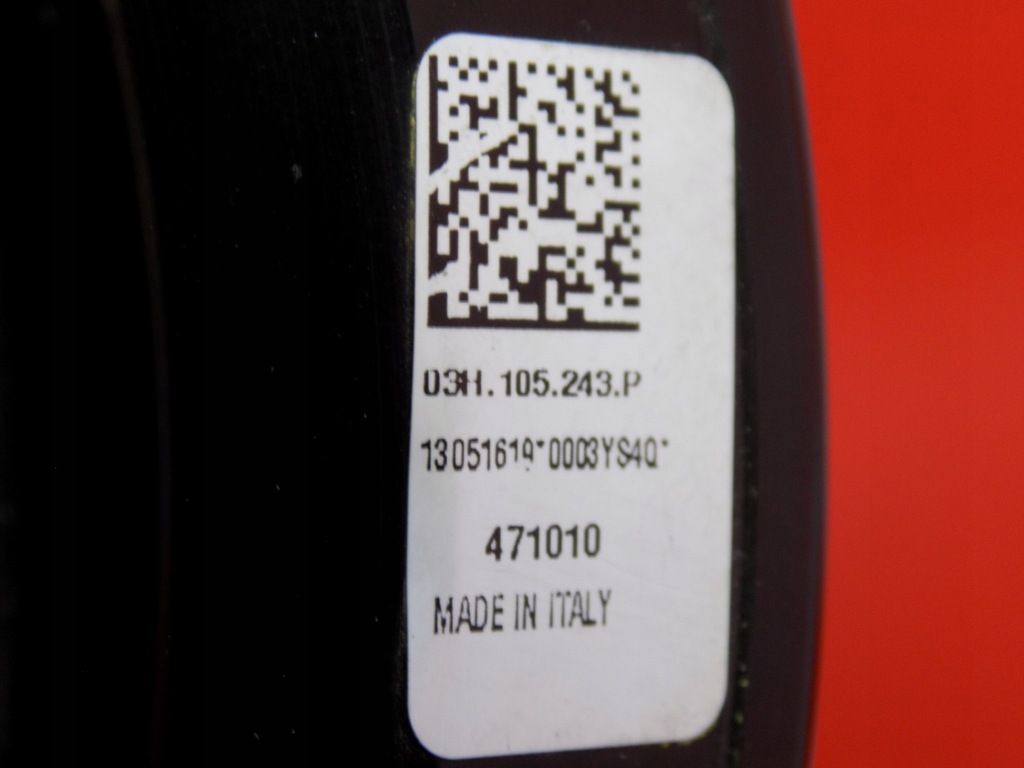 03H.105.243.P
13051619*0003YS4Q*
471010
MADE IN ITALY